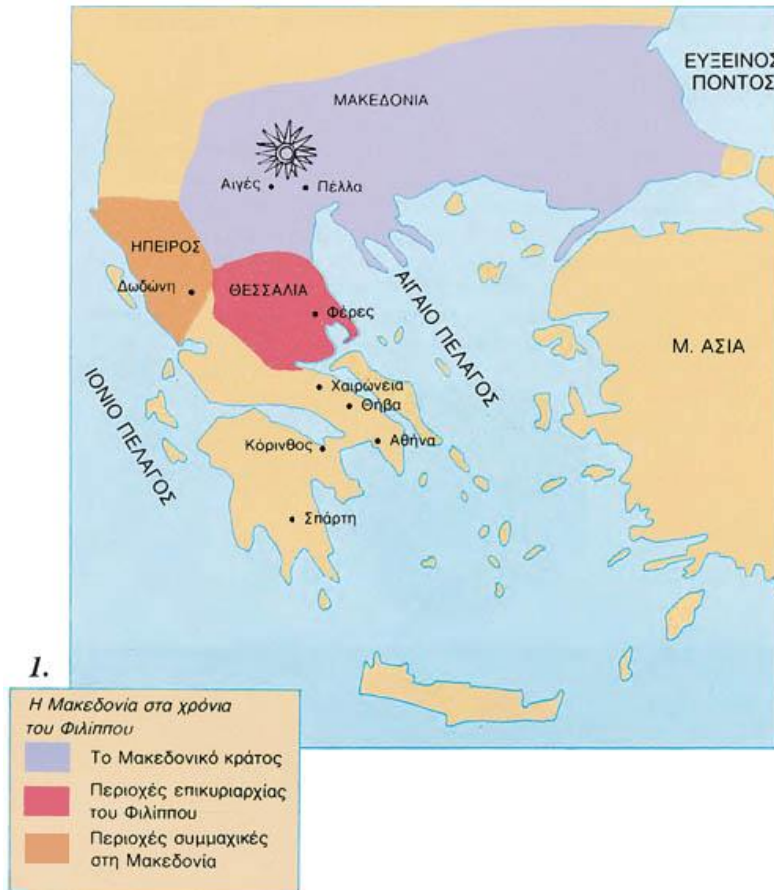 ΕΥΞΕΙΝΟΣ
ΠΟΝΤΟΣ
ΜΑΚΕΔΟΝΙΑ
Αιγές
Πέλλα
ΗΠΕΙΡΟΣ
Δωδώνη
ΘΕΣΣΑΛΙΑ
Φέρες
ΑΙΓΑΙΟ ΠΕΛΑΓΟΣ
Μ. ΑΣΙΑ
ΙΟΝΙΟ ΠΕΛΑΓΟΣ
Χαιρώνεια
Θήβα
Κόρινθος
Αθήνα
Σπάρτη
1.
Η Μακεδονία στα χρόνια
του Φιλίππου
Το Μακεδονικό κράτος
Περιοχές επικυριαρχίας
του Φιλίππου
Περιοχές συμμαχικές
στη Μακεδονία